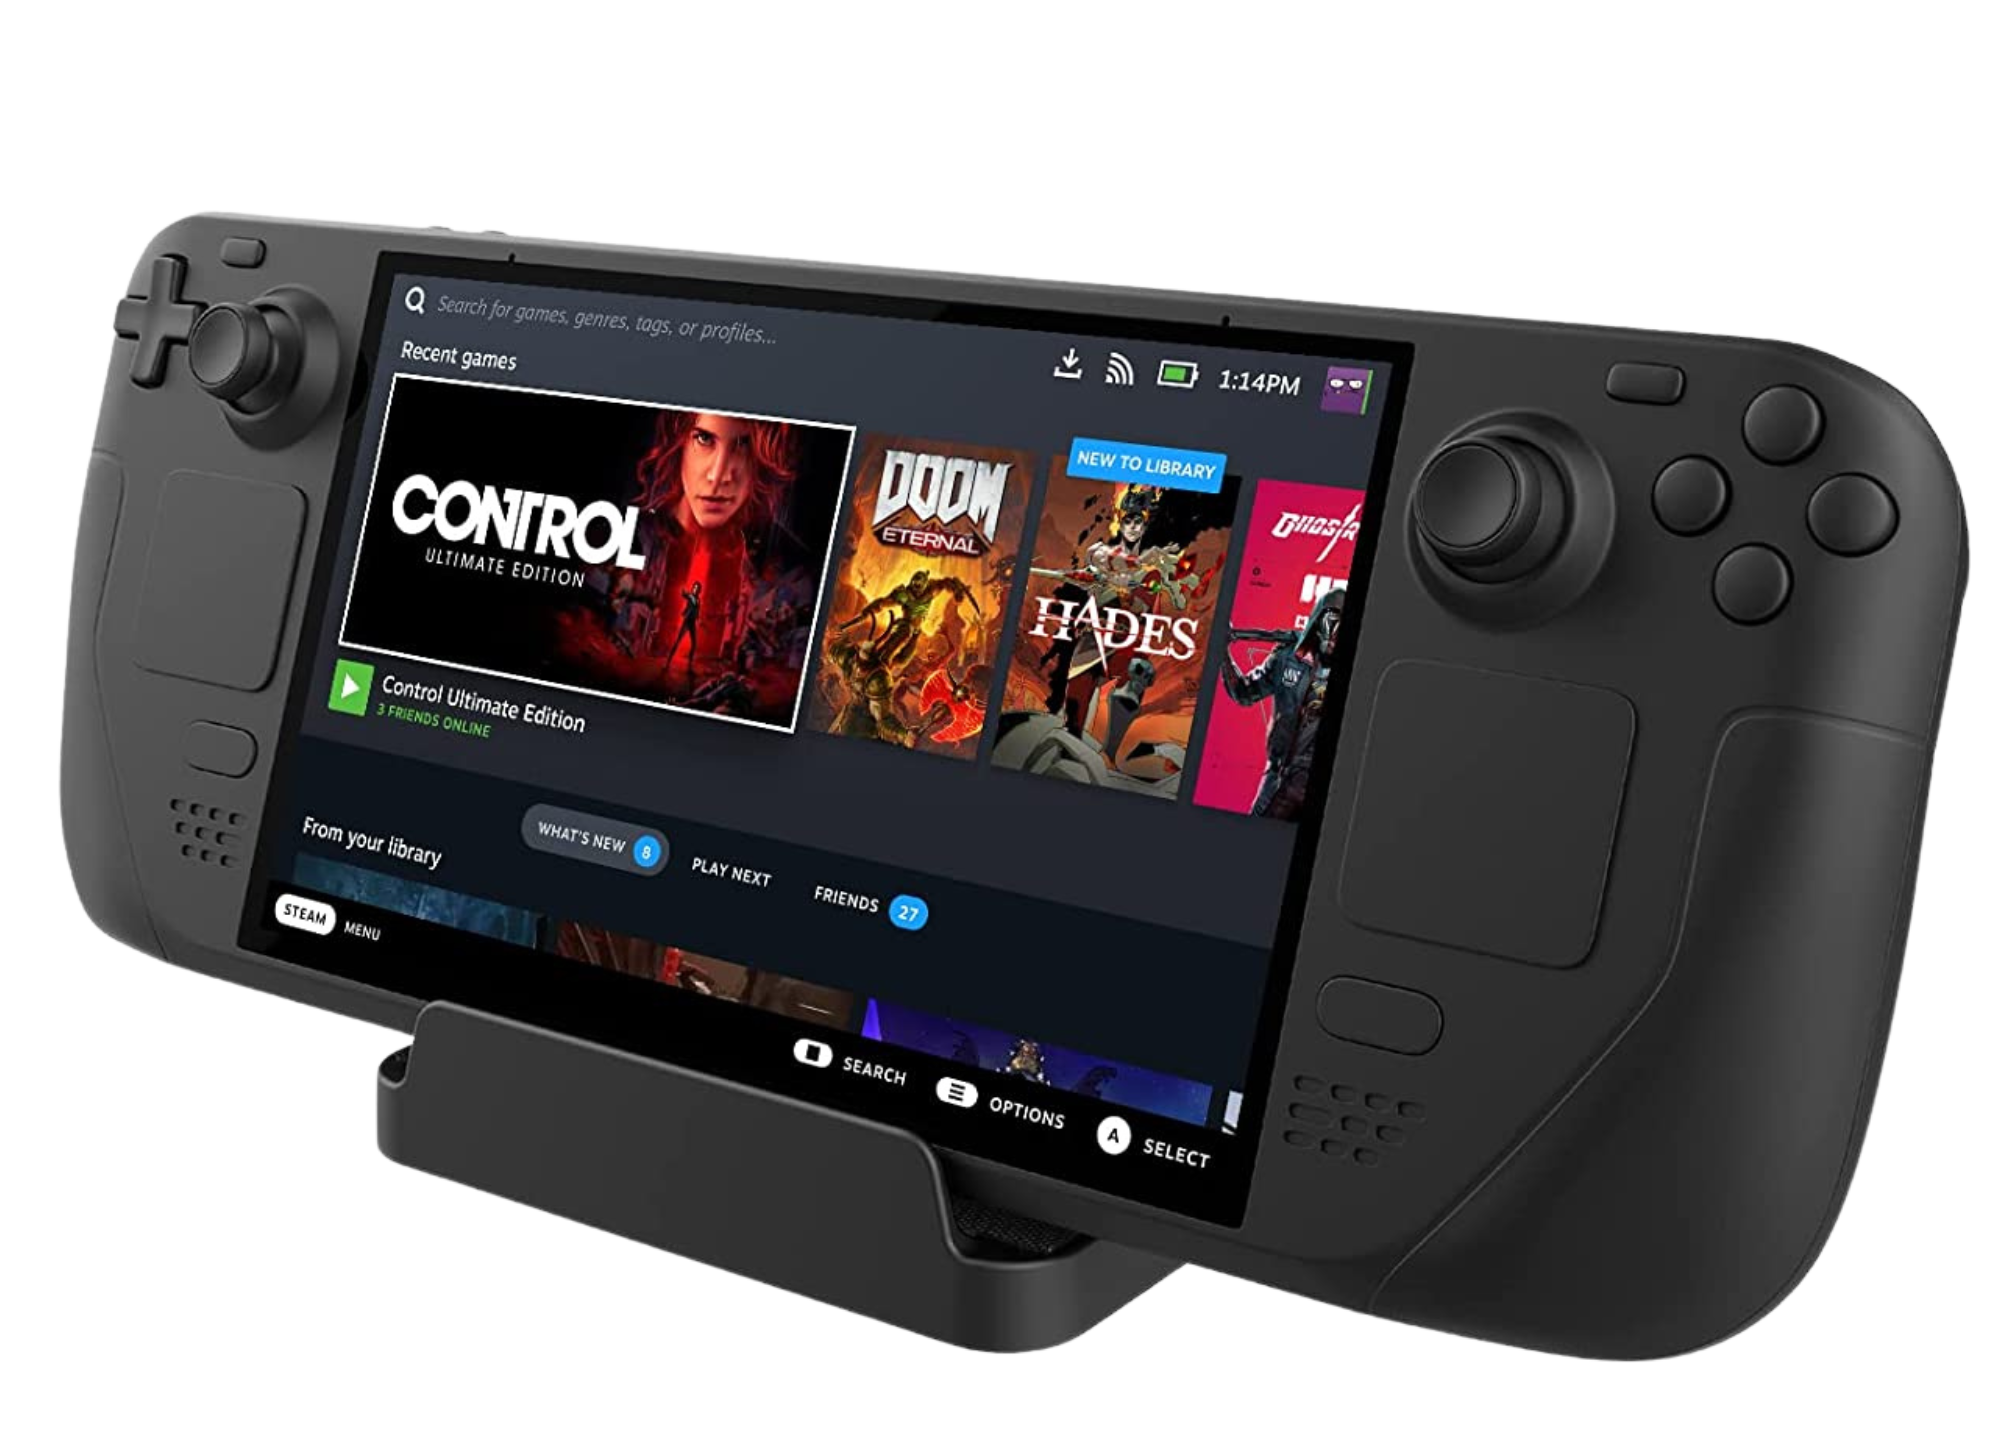 Search for games, genres, tags, or profiles...
1:14PM
Recent games
CONTROL
ULTIMATE EDITION
DOOM
ETERNAL
NEW TO LIBRARY
HADES
Control Ultimate Edition
3 FRIENDS ONLINE
WHAT'S NEW 8
PLAY NEXT
FRIENDS 27
From your library
STEAM MENU
SEARCH
OPTIONS
A SELECT